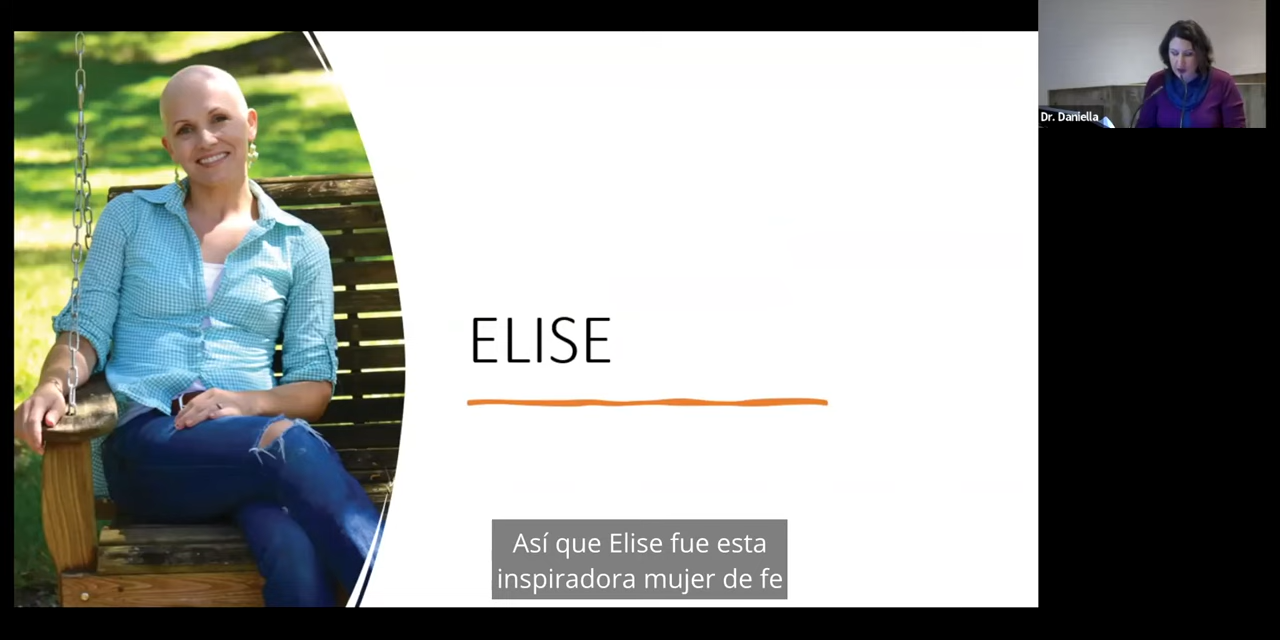 Dr. Daniella
ELISE
Así que Elise fue esta
inspiradora mujer de fe